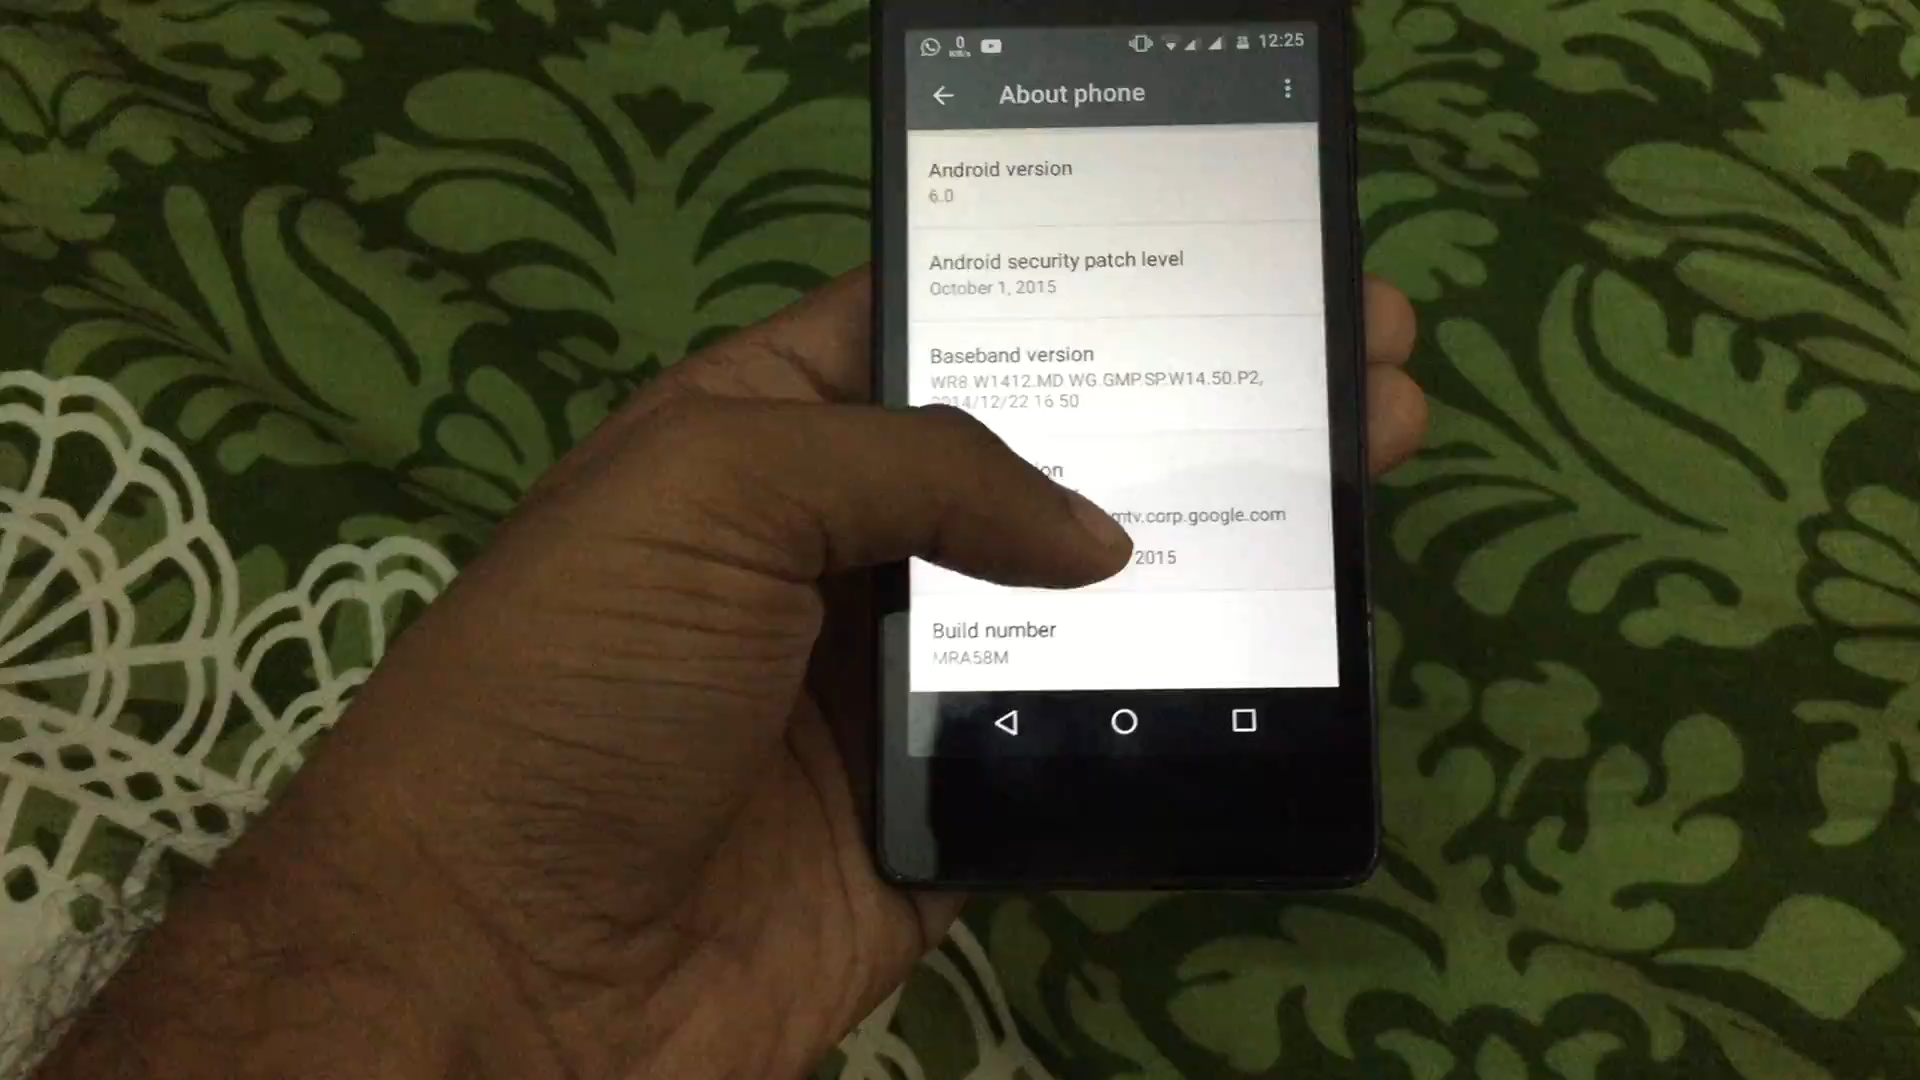 0
12:25
About phone
Android version
6.0
Android security patch level
October 1, 2015
Baseband version
WR8.W1412.MD.WG.GMP.SP.W14.50.P2,
2014/12/22 16 50
mtv.corp.google.com
2015
Build number
MRA58M